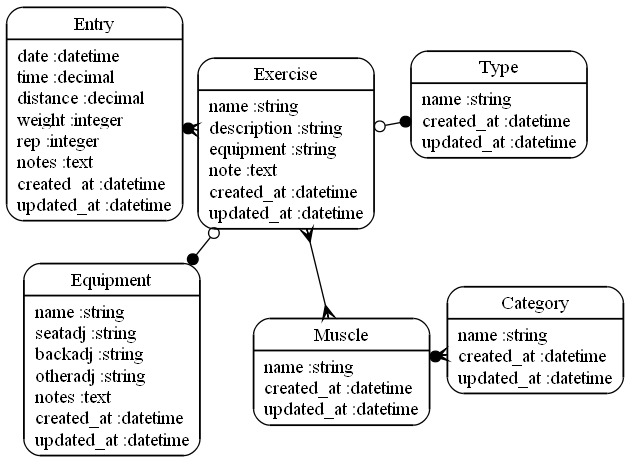 Entry
date :datetime
time :decimal
distance :decimal
weight :integer
rep :integer
notes :text
created_at :datetime
updated_at :datetime
Exercise
name :string
description :string
equipment :string
note :text
created_at :datetime
updated_at :datetime
Type
name :string
created_at :datetime
updated_at :datetime
Equipment
name :string
seatadj :string
backadj :string
otheradj :string
notes :text
created_at :datetime
updated_at :datetime
Muscle
name :string
created_at :datetime
updated_at :datetime
Category
name :string
created_at :datetime
updated_at :datetime